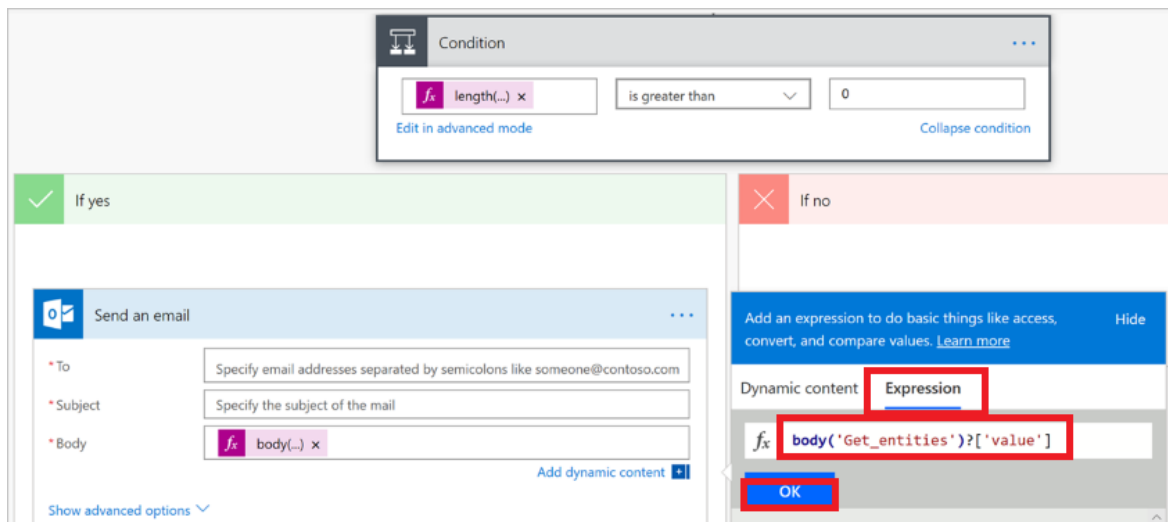 Condition
fx length(...) × is greater than 0
Edit in advanced mode Collapse condition
If yes
If no
Send an email
*To Specify email addresses separated by semicolons like someone@contoso.com
*Subject Specify the subject of the mail
*Body fx body(...) ×
Add dynamic content +
Show advanced options
Add an expression to do basic things like access, Hide
convert, and compare values. Learn more
Dynamic content Expression
fx body('Get_entities')?['value']
OK